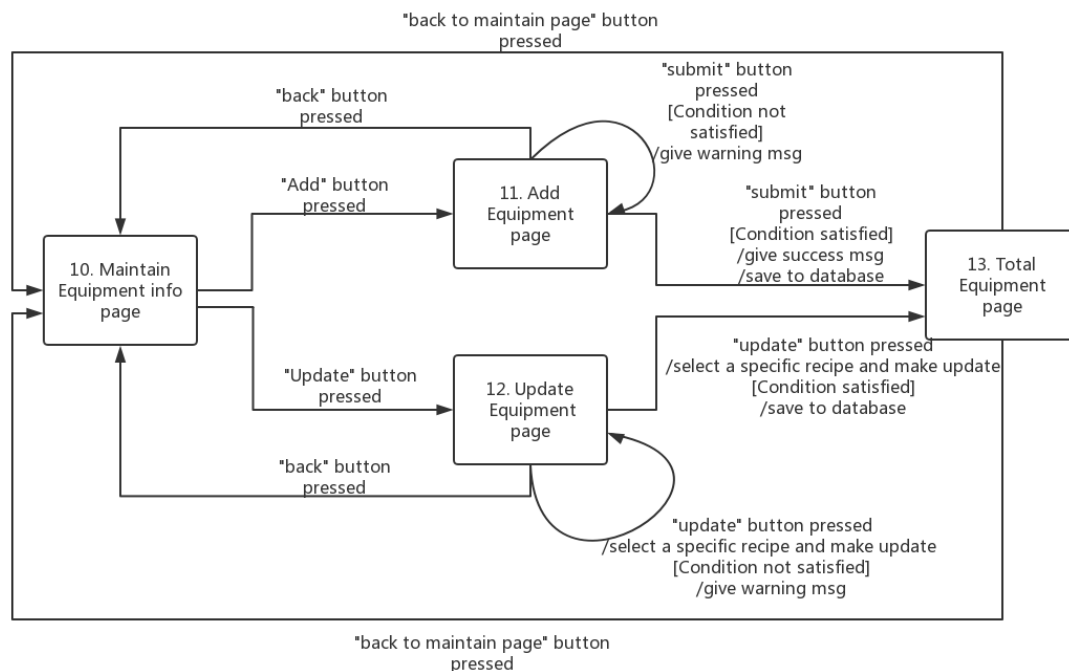 "back to maintain page" button
pressed
"submit" button
pressed
[Condition not
satisfied]
/give warning msg
"back" button
pressed
"Add" button
pressed
11. Add
Equipment
page
"submit" button
pressed
[Condition satisfied]
/give success msg
/save to database
10. Maintain
Equipment info
page
13. Total
Equipment
page
"Update" button
pressed
12. Update
Equipment
page
"update" button pressed
/select a specific recipe and make update
[Condition satisfied]
/save to database
"back" button
pressed
"update" button pressed
/select a specific recipe and make update
[Condition not satisfied]
/give warning msg
"back to maintain page" button
pressed